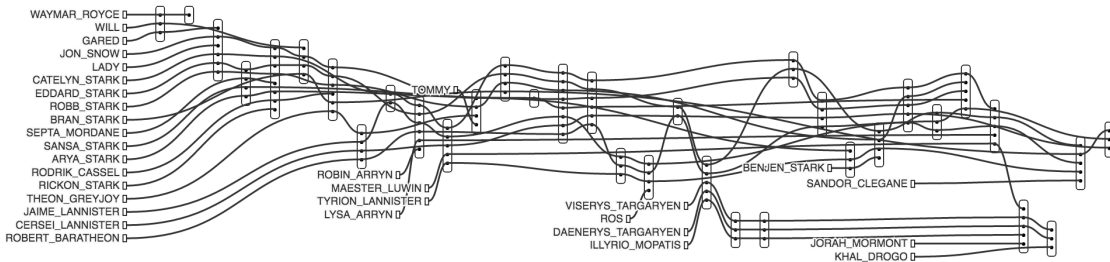 WAYMAR_ROYCE
WILL
GARED
JON_SNOW
LADY
CATELYN_STARK
EDDARD_STARK
ROBB_STARK
BRAN_STARK
SEPTA_MORDANE
SANSA_STARK
ARYA_STARK
RODRIK_CASSEL
RICKON_STARK
THEON_GREYJOY
JAIME_LANNISTER
CERSEI_LANNISTER
ROBERT_BARATHEON
TOMMY
ROBIN_ARRYN
MAESTER_LUWIN
TYRION_LANNISTER
LYSA_ARRYN
VISERYS_TARGARYEN
ROS
DAENERYS_TARGARYEN
ILLYRIO_MOPATIS
BENJEN_STARK
SANDOR_CLEGANE
JORAH_MORMONT
KHAL_DROGO